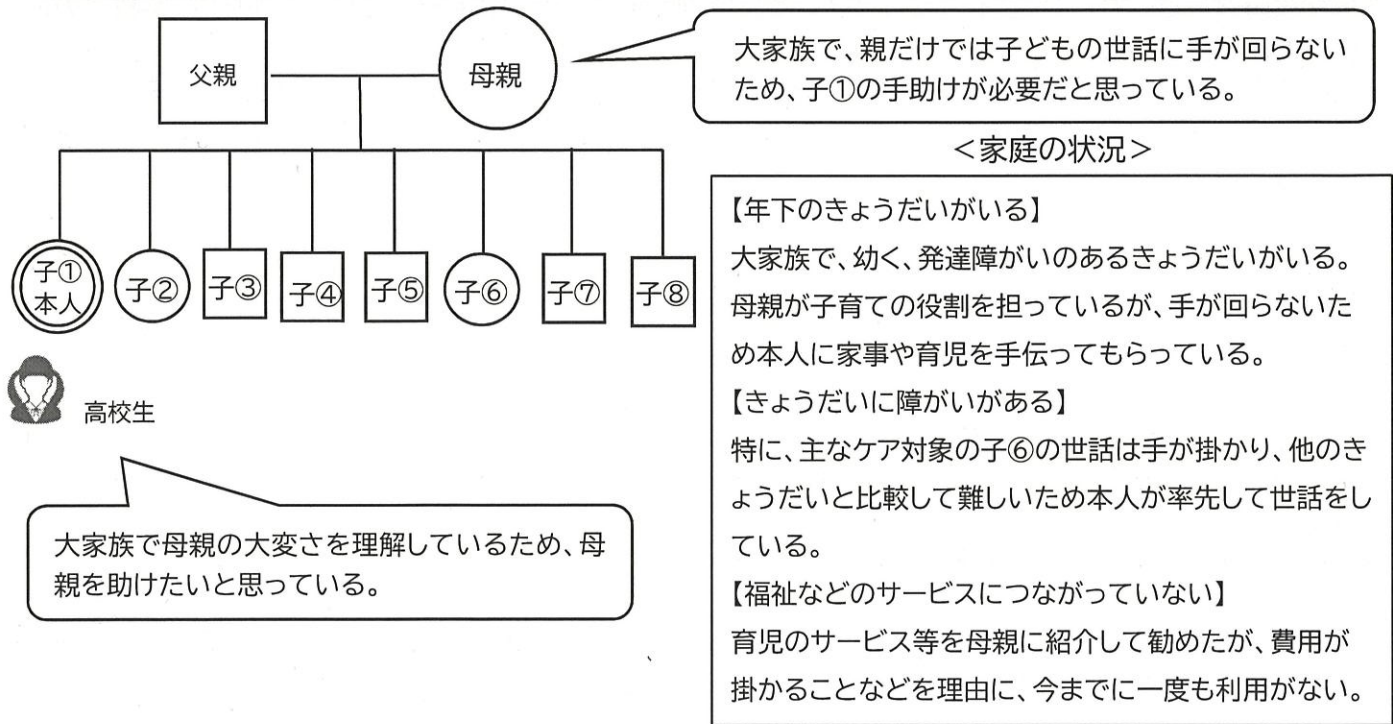 父親
母親
大家族で、親だけでは子どもの世話に手が回らない
ため、子①の手助けが必要だと思っている。
＜家庭の状況＞
子①
本人
子②
子③
子④
子⑤
子⑥
子⑦
子⑧
高校生
大家族で母親の大変さを理解しているため、母
親を助けたいと思っている。
【年下のきょうだいがいる】
大家族で、幼く、発達障がいのあるきょうだいがいる。
母親が子育ての役割を担っているが、手が回らないた
め本人に家事や育児を手伝ってもらっている。
【きょうだいに障がいがある】
特に、主なケア対象の子⑥の世話は手が掛かり、他のき
ょうだいと比較して難しいため本人が率先して世話をし
ている。
【福祉などのサービスにつながっていない】
育児のサービス等を母親に紹介して勧めたが、費用が
掛かることなどを理由に、今までに一度も利用がない。